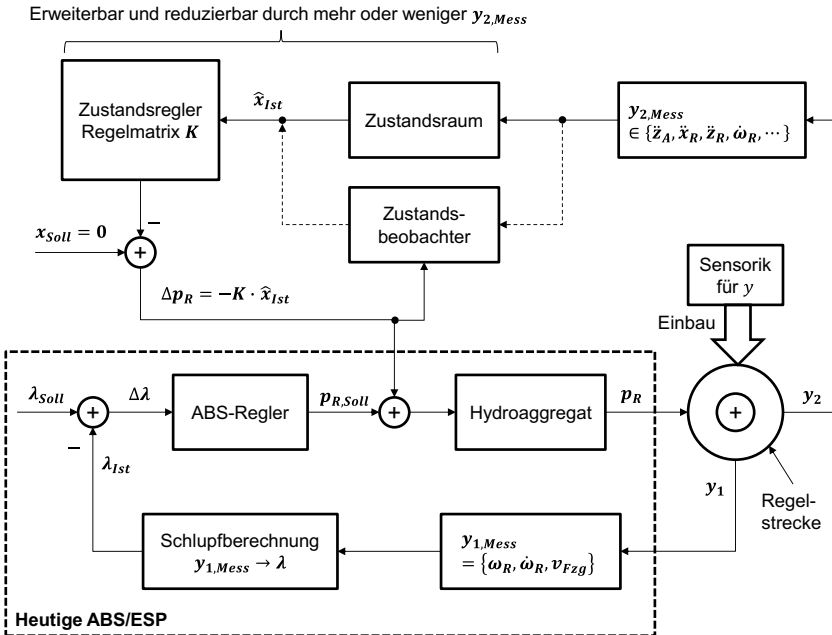 Erweiterbar und reduzierbar durch mehr oder weniger y₂,Mess
Zustandsregler
Regelmatrix K
x̂Ist
Zustandsraum
y₂,Mess
∈ {z̈A, ẍR, z̈R, ω̇R, ⋯}
Zustands-
beobachter
xSoll = 0
−
+
ΔpR = −K · x̂Ist
Sensorik
für y
Einbau
λSoll
+
Δλ
ABS-Regler
pR,Soll
+
Hydroaggregat
pR
+
y₂
−
λIst
y₁
Regel-
strecke
Schlupfberechnung
y₁,Mess → λ
y₁,Mess
= {ωR, ω̇R, vFzg}
Heutige ABS/ESP